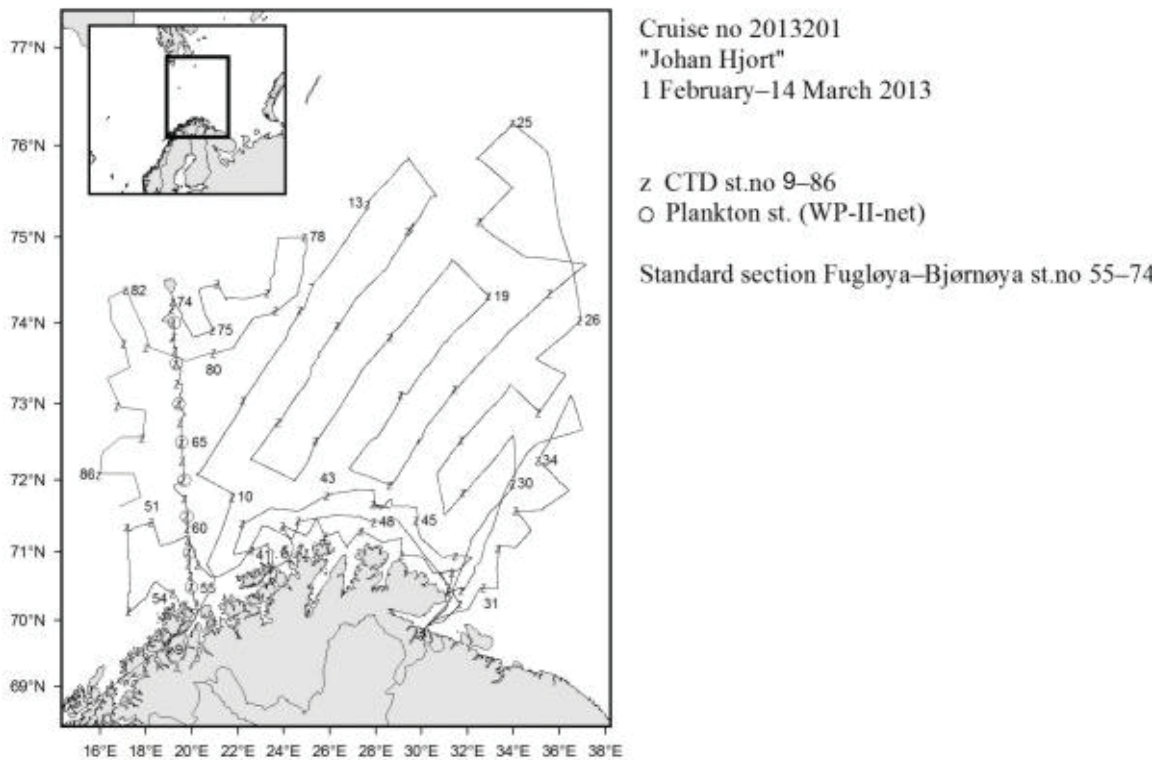 Cruise no 2013201
"Johan Hjort"
1 February–14 March 2013
z CTD st.no 9–86
Plankton st. (WP-II-net)
Standard section Fugløya–Bjørnøya st.no 55–74
77°N
76°N
75°N
74°N
73°N
72°N
71°N
70°N
69°N
25
13
78
82
74
19
75
26
80
65
34
86
43
30
10
51
45
48
60
41
6
55
54
31
9
16°E 18°E 20°E 22°E 24°E 26°E 28°E 30°E 32°E 34°E 36°E 38°E